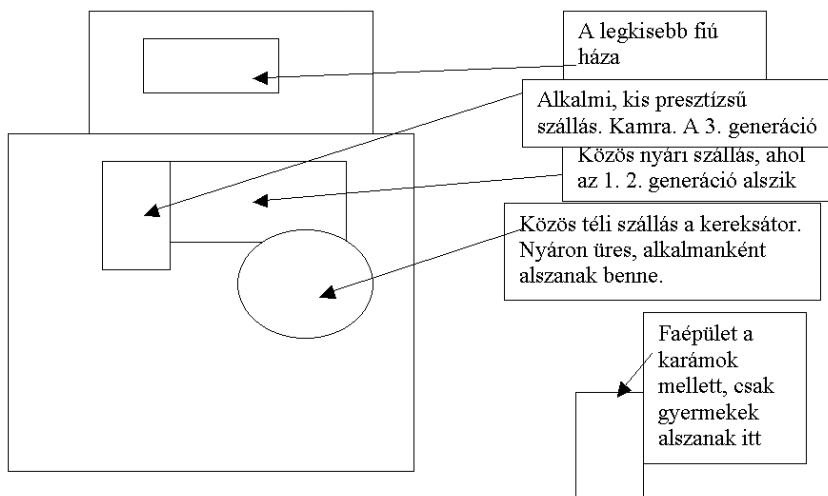 A legkisebb fiú
háza
Alkalmi, kis presztízsű
szállás. Kamra. A 3. generáció
Közös nyári szállás, ahol
az 1. 2. generáció alszik
Közös téli szállás a kereksátor.
Nyáron üres, alkalmanként
alszanak benne.
Faépület a
karámok
mellett, csak
gyermekek
alszanak itt